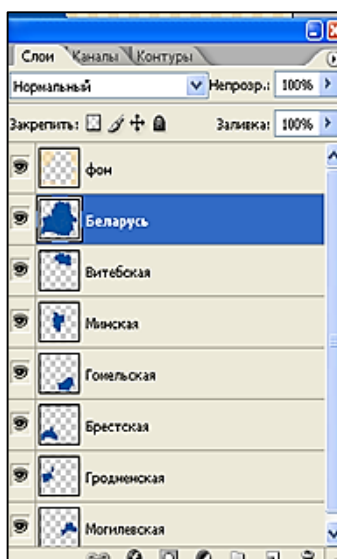 Слои Каналы Контуры
Нормальный Непрозр.: 100%
Закрепить: Заливка: 100%
фон
Беларусь
Витебская
Минская
Гомельская
Брестская
Гродненская
Могилевская